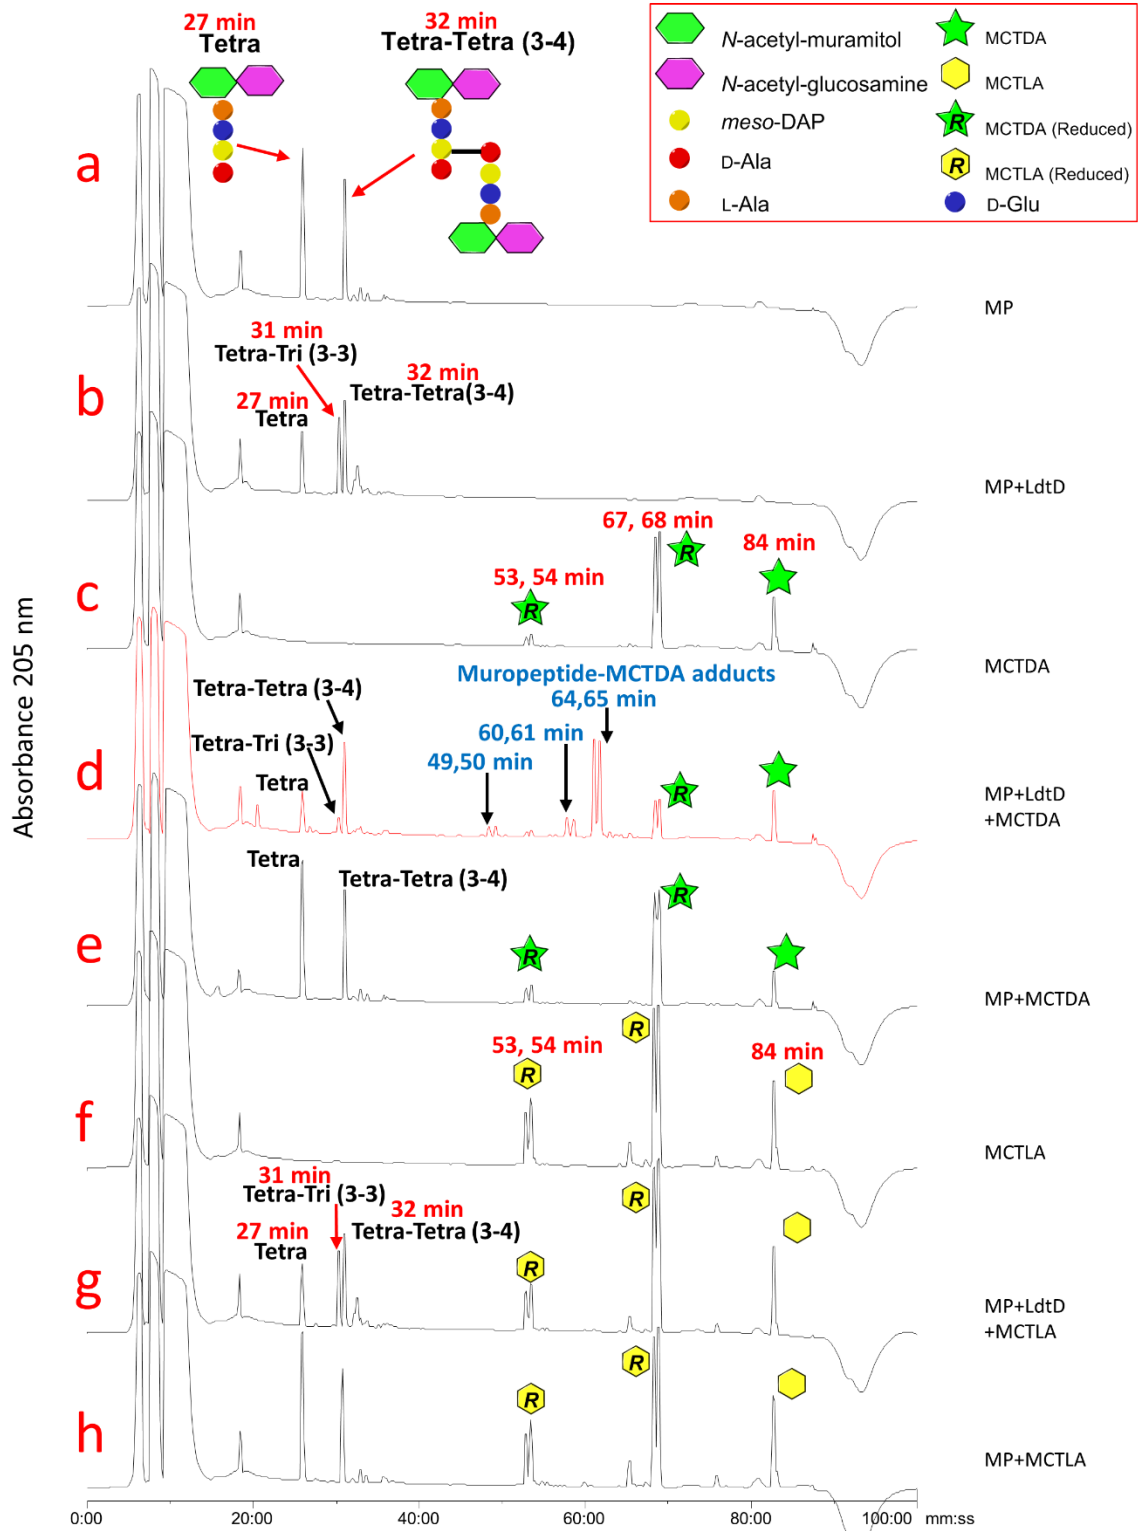 27 min
Tetra
32 min
Tetra-Tetra (3-4)
N-acetyl-muramitol
MCTDA
N-acetyl-glucosamine
MCTLA
meso-DAP
R
MCTDA (Reduced)
D-Ala
R
MCTLA (Reduced)
L-Ala
D-Glu
a
MP
31 min
Tetra-Tri (3-3)
32 min
Tetra-Tetra(3-4)
27 min
Tetra
b
MP+LdtD
67, 68 min
R
84 min
53, 54 min
R
c
MCTDA
Absorbance 205 nm
Muropeptide-MCTDA adducts
64,65 min
Tetra-Tetra (3-4)
60,61 min
Tetra-Tri (3-3)
49,50 min
Tetra
R
d
MP+LdtD
+MCTDA
Tetra
Tetra-Tetra (3-4)
R
R
e
MP+MCTDA
R
53, 54 min
84 min
R
f
MCTLA
31 min
Tetra-Tri (3-3)
R
32 min
27 min
Tetra-Tetra (3-4)
Tetra
R
g
MP+LdtD
+MCTLA
R
R
h
MP+MCTLA
0:00 20:00 40:00 60:00 80:00 100:00 mm:ss